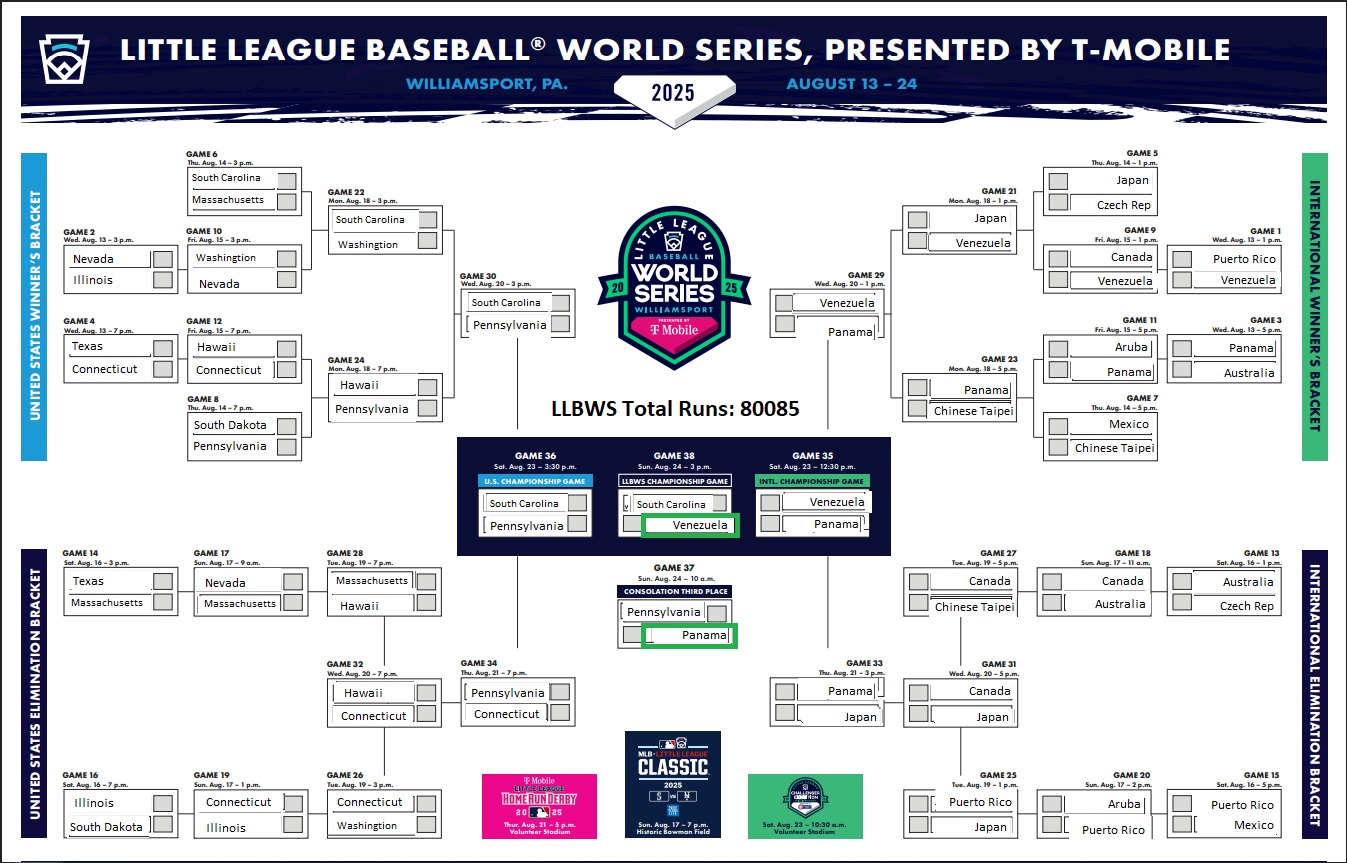 LITTLE LEAGUE BASEBALL® WORLD SERIES, PRESENTED BY T-MOBILE
WILLIAMSPORT, PA.
2025
AUGUST 13 – 24
UNITED STATES WINNER'S BRACKET
GAME 6
Thu. Aug. 14 – 3 p.m.
South Carolina
Massachusetts
GAME 22
Mon. Aug. 18 – 3 p.m.
South Carolina
Washington
GAME 2
Wed. Aug. 13 – 3 p.m.
Nevada
Illinois
GAME 10
Fri. Aug. 15 – 3 p.m.
Washington
Nevada
GAME 30
Wed. Aug. 20 – 3 p.m.
South Carolina
Pennsylvania
GAME 4
Wed. Aug. 13 – 7 p.m.
Texas
Connecticut
GAME 12
Fri. Aug. 15 – 7 p.m.
Hawaii
Connecticut
GAME 24
Mon. Aug. 18 – 7 p.m.
Hawaii
Pennsylvania
GAME 8
Thu. Aug. 14 – 7 p.m.
South Dakota
Pennsylvania
LITTLE LEAGUE
BASEBALL
WORLD
20 SERIES 25
WILLIAMSPORT
PRESENTED BY
T Mobile
LLBWS Total Runs: 80085
INTERNATIONAL WINNER'S BRACKET
GAME 5
Thu. Aug. 14 – 1 p.m.
Japan
Czech Rep
GAME 21
Mon. Aug. 18 – 1 p.m.
Japan
Venezuela
GAME 9
Fri. Aug. 15 – 1 p.m.
Canada
Venezuela
GAME 1
Wed. Aug. 13 – 1 p.m.
Puerto Rico
Venezuela
GAME 29
Wed. Aug. 20 – 1 p.m.
Venezuela
Panama
GAME 11
Fri. Aug. 15 – 5 p.m.
Aruba
Panama
GAME 3
Wed. Aug. 13 – 5 p.m.
Panama
Australia
GAME 23
Mon. Aug. 18 – 5 p.m.
Panama
Chinese Taipei
GAME 7
Thu. Aug. 14 – 5 p.m.
Mexico
Chinese Taipei
GAME 36
Sat. Aug. 23 – 3:30 p.m.
U.S. CHAMPIONSHIP GAME
South Carolina
Pennsylvania
GAME 38
Sun. Aug. 24 – 3 p.m.
LLBWS CHAMPIONSHIP GAME
South Carolina
Venezuela
GAME 35
Sat. Aug. 23 – 12:30 p.m.
INTL. CHAMPIONSHIP GAME
Venezuela
Panama
GAME 37
Sun. Aug. 24 – 10 a.m.
CONSOLATION THIRD PLACE
Pennsylvania
Panama
UNITED STATES ELIMINATION BRACKET
GAME 14
Sat. Aug. 16 – 3 p.m.
Texas
Massachusetts
GAME 17
Sun. Aug. 17 – 9 a.m.
Nevada
Massachusetts
GAME 28
Tue. Aug. 19 – 7 p.m.
Massachusetts
Hawaii
GAME 32
Wed. Aug. 20 – 7 p.m.
Hawaii
Connecticut
GAME 34
Thu. Aug. 21 – 7 p.m.
Pennsylvania
Connecticut
GAME 16
Sat. Aug. 16 – 7 p.m.
Illinois
South Dakota
GAME 19
Sun. Aug. 17 – 1 p.m.
Connecticut
Illinois
GAME 26
Tue. Aug. 19 – 3 p.m.
Connecticut
Washington
T Mobile
LITTLE LEAGUE
HOME RUN DERBY
20 25
Thur. Aug. 21 – 5 p.m.
Volunteer Stadium
MLB LITTLE LEAGUE
CLASSIC
2025
VS
Sun. Aug. 17 – 7 p.m.
Historic Bowman Field
CHALLENGER
Sat. Aug. 23 – 10:30 a.m.
Volunteer Stadium
INTERNATIONAL ELIMINATION BRACKET
GAME 27
Tue. Aug. 19 – 5 p.m.
Canada
Chinese Taipei
GAME 18
Sun. Aug. 17 – 11 a.m.
Canada
Australia
GAME 13
Sat. Aug. 16 – 1 p.m.
Australia
Czech Rep
GAME 33
Thu. Aug. 21 – 3 p.m.
Panama
Japan
GAME 31
Wed. Aug. 20 – 5 p.m.
Canada
Japan
GAME 25
Tue. Aug. 19 – 1 p.m.
Puerto Rico
Japan
GAME 20
Sun. Aug. 17 – 2 p.m.
Aruba
Puerto Rico
GAME 15
Sat. Aug. 16 – 5 p.m.
Puerto Rico
Mexico